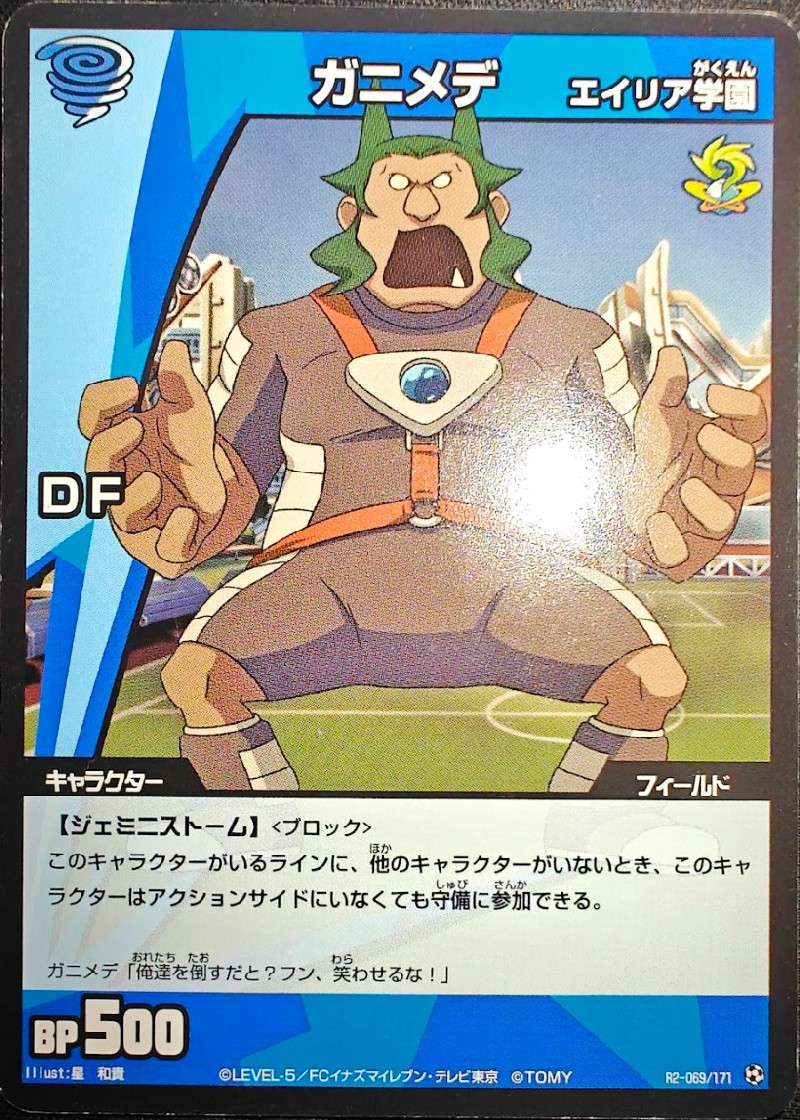 ガニメデ
エイリア学園
がくえん
DF
キャラクター
フィールド
【ジェミニストーム】<ブロック>
このキャラクターがいるラインに、他のキャラクターがいないとき、このキャ
ほか
ラクターはアクションサイドにいなくても守備に参加できる。
しゅび さんか
ガニメデ「俺達を倒すだと？フン、笑わせるな！」
おれたち たお わら
BP500
Illust:星 和貴
©LEVEL-5／FCイナズマイレブン・テレビ東京 ©TOMY
R2-069/171